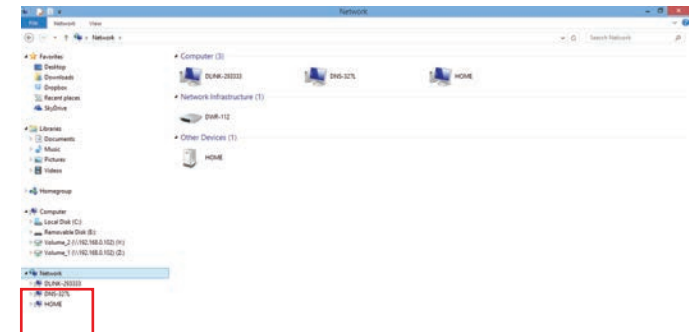 Network
File Network View
Network
Search Network
Favorites
Desktop
Downloads
Dropbox
Recent places
SkyDrive
Libraries
Documents
Music
Pictures
Videos
Homegroup
Computer
Local Disk (C:)
Removable Disk (E:)
Volume_2 (\\192.168.0.102) (H:)
Volume_1 (\\192.168.0.102) (Z:)
Network
DLINK-293333
DNS-327L
HOME
Computer (3)
DLINK-293333 DNS-327L HOME
Network Infrastructure (1)
DWR-112
Other Devices (1)
HOME